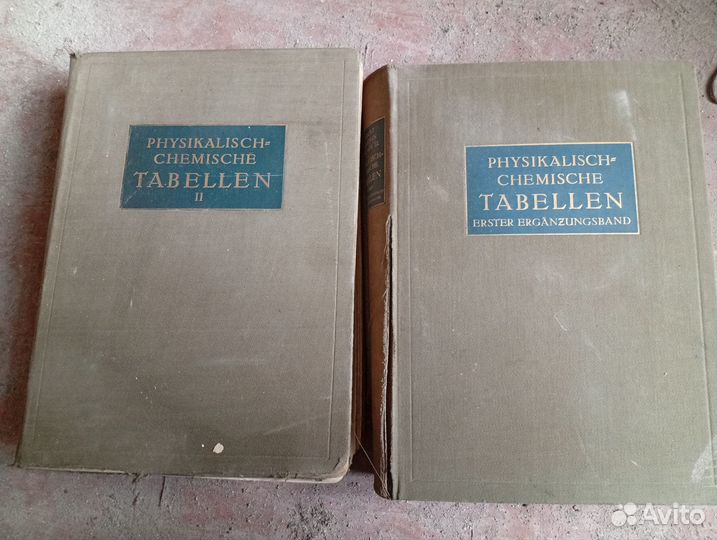 PHYSIKALISCH=
CHEMISCHE
TABELLEN
II
PHYSIKALISCH=
CHEMISCHE
TABELLEN
ERSTER ERGÄNZUNGSBAND
Avito